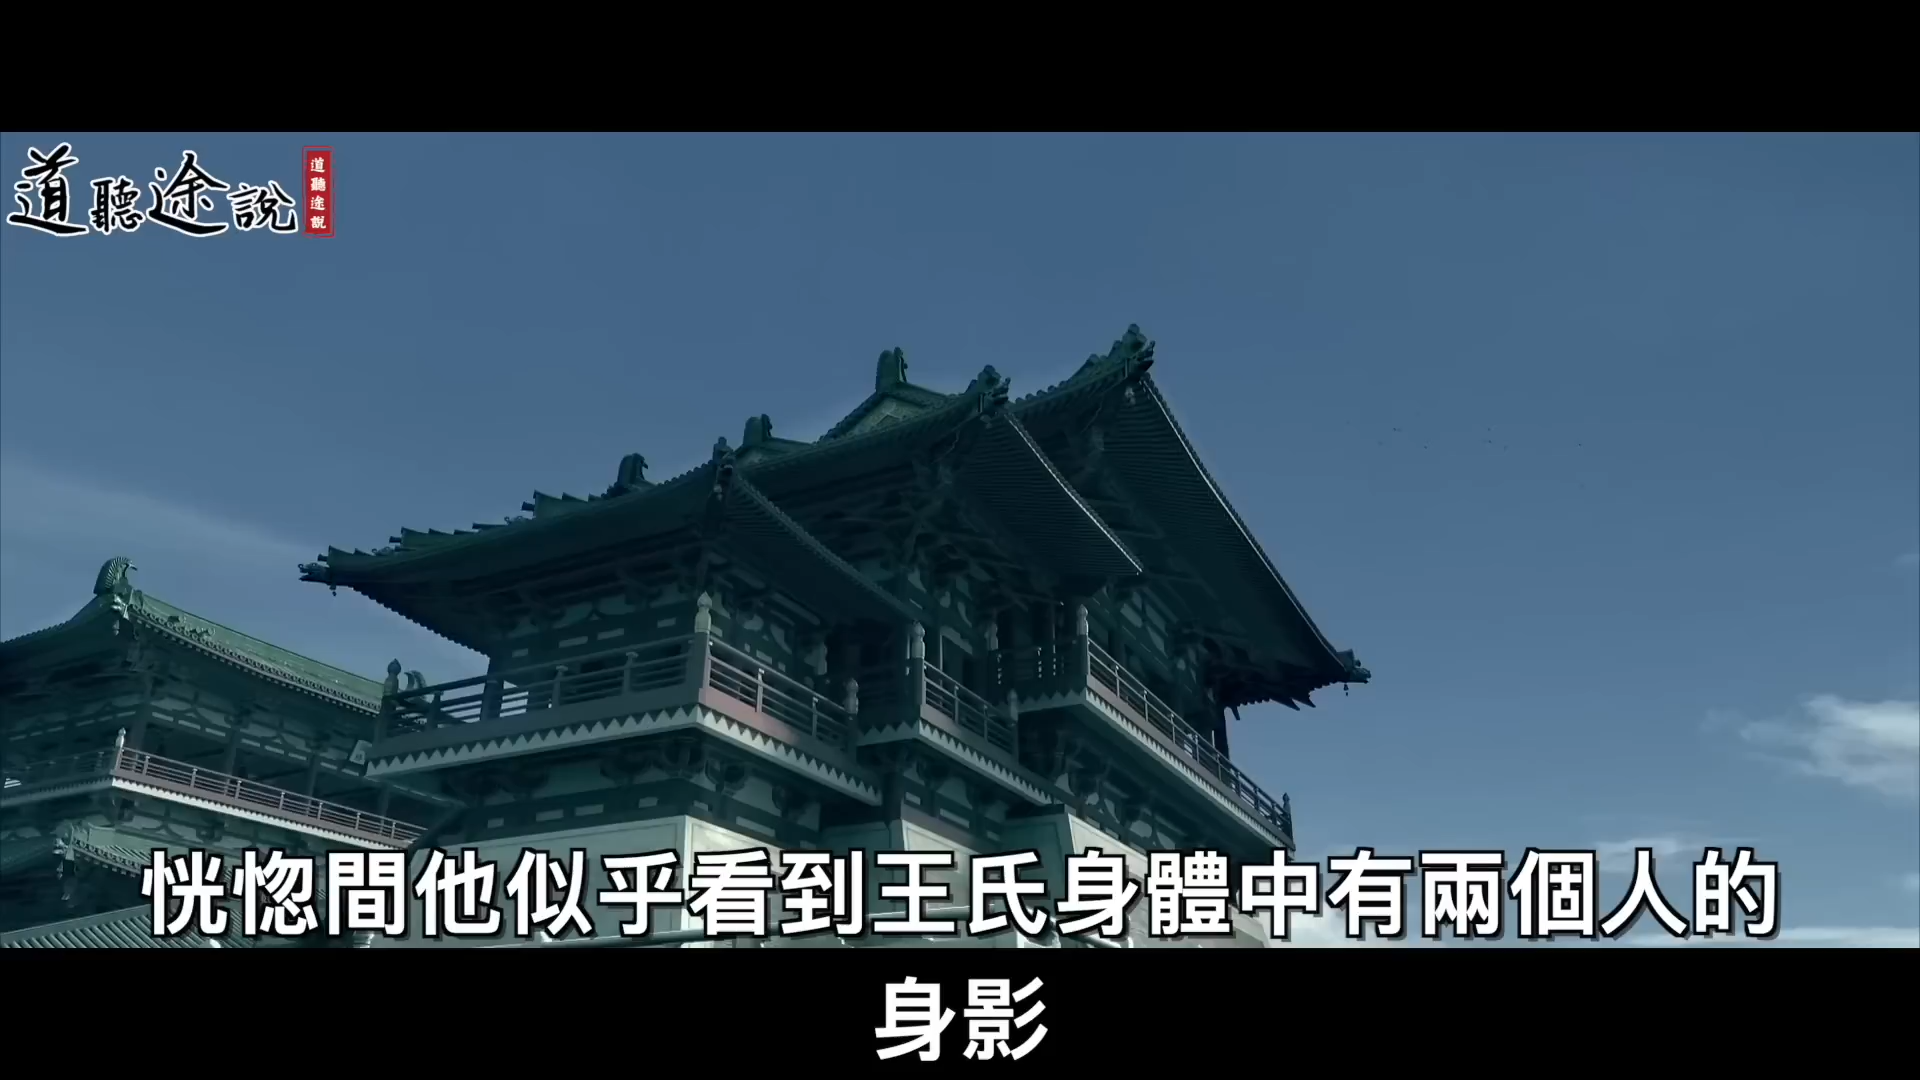 道聽途說
道聽途說
恍惚間他似乎看到王氏身體中有兩個人的
身影